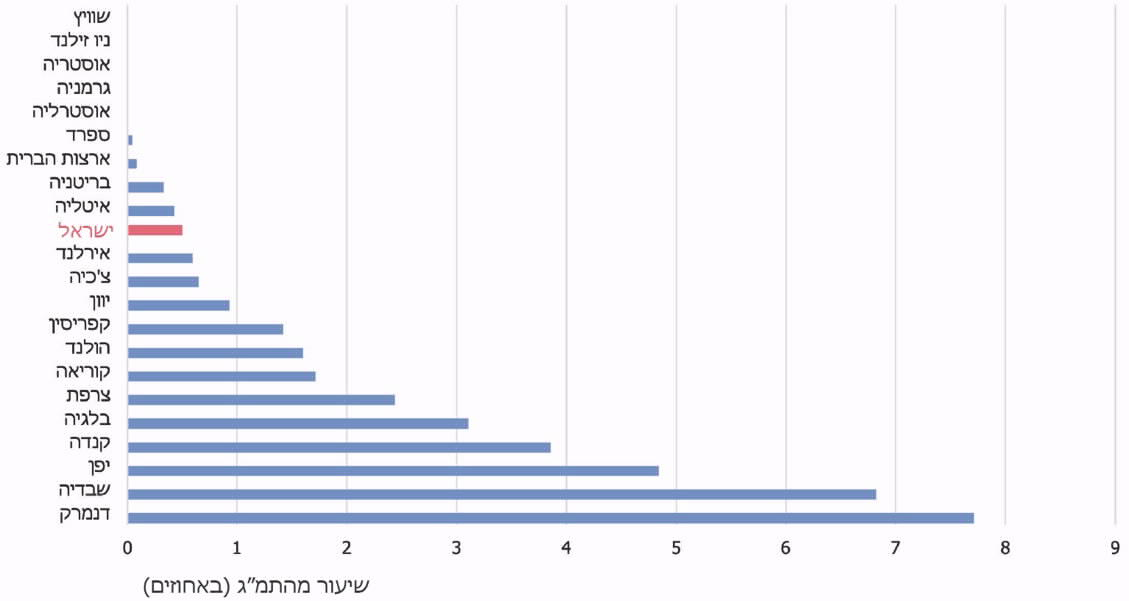 שוויץ
ניו זילנד
אוסטריה
גרמניה
אוסטרליה
ספרד
ארצות הברית
בריטניה
איטליה
ישראל
אירלנד
צ'כיה
יוון
קפריסין
הולנד
קוריאה
צרפת
בלגיה
קנדה
יפן
שבדיה
דנמרק
0 1 2 3 4 5 6 7 8 9
שיעור מהתמ"ג (באחוזים)